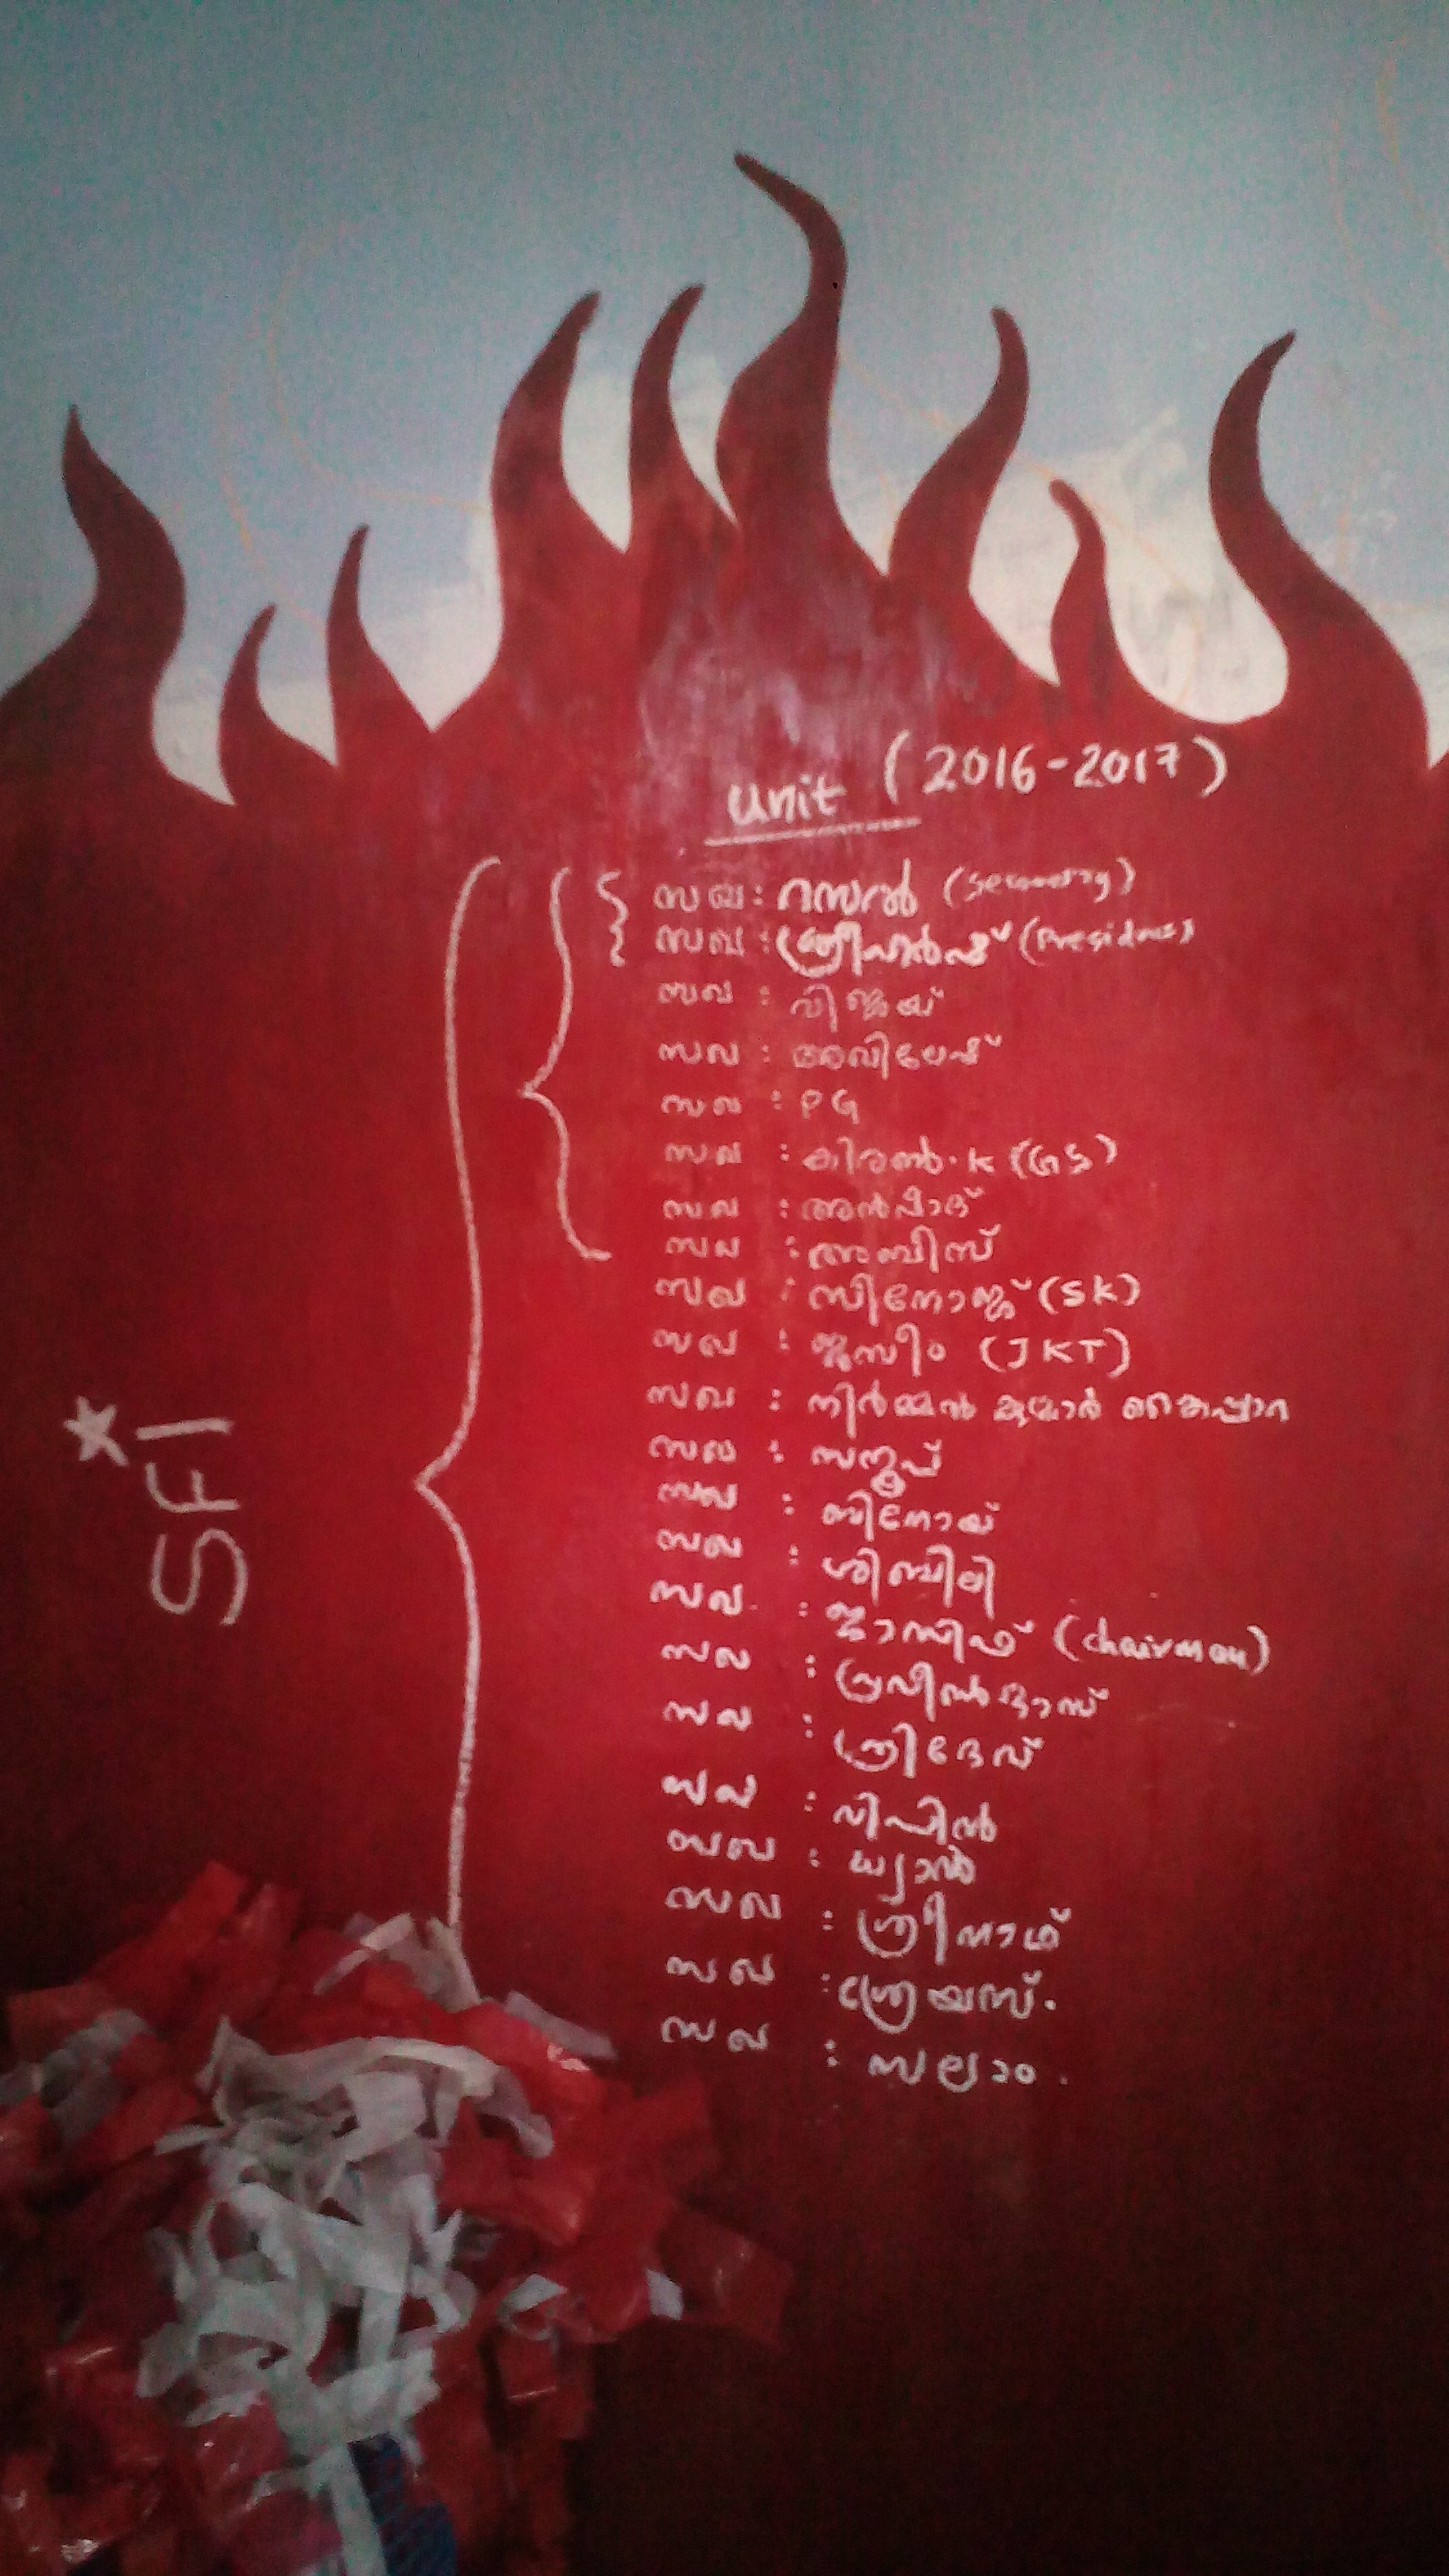 unit (2016-2017)
സഖ : റസൽ (Secretary)
സഖ : ശ്രീഹർഷ് (President)
സഖ : വിജയ്
സഖ : അഖിലേഷ്
സഖ : PG
സഖ : കിരൺ.K (GS)
സഖ : അൻഷാദ്
സഖ : അബിസ്
സഖ : സിനോജ് (SK)
സഖ : ജസീം (JKT)
സഖ : നിർമ്മൽ കുമാർ
സഖ : സനൂപ്
സഖ : ബിനോയ്
സഖ : ശിബിലി
സഖ : ജാസിഫ് (chairman)
സഖ : പ്രവീൺദാസ്
സഖ : ശ്രീദേവ്
സഖ : വിപിൻ
സഖ : ധ്യാൻ
സഖ : ശ്രീനാഥ്
സഖ : ശ്രേയസ്.
സഖ : സലാം.
SFI